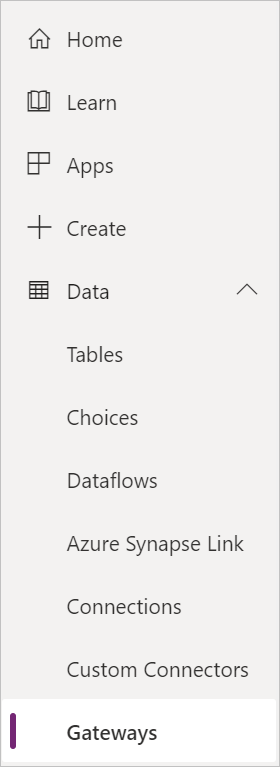 Home
Learn
Apps
Create
Data
Tables
Choices
Dataflows
Azure Synapse Link
Connections
Custom Connectors
Gateways